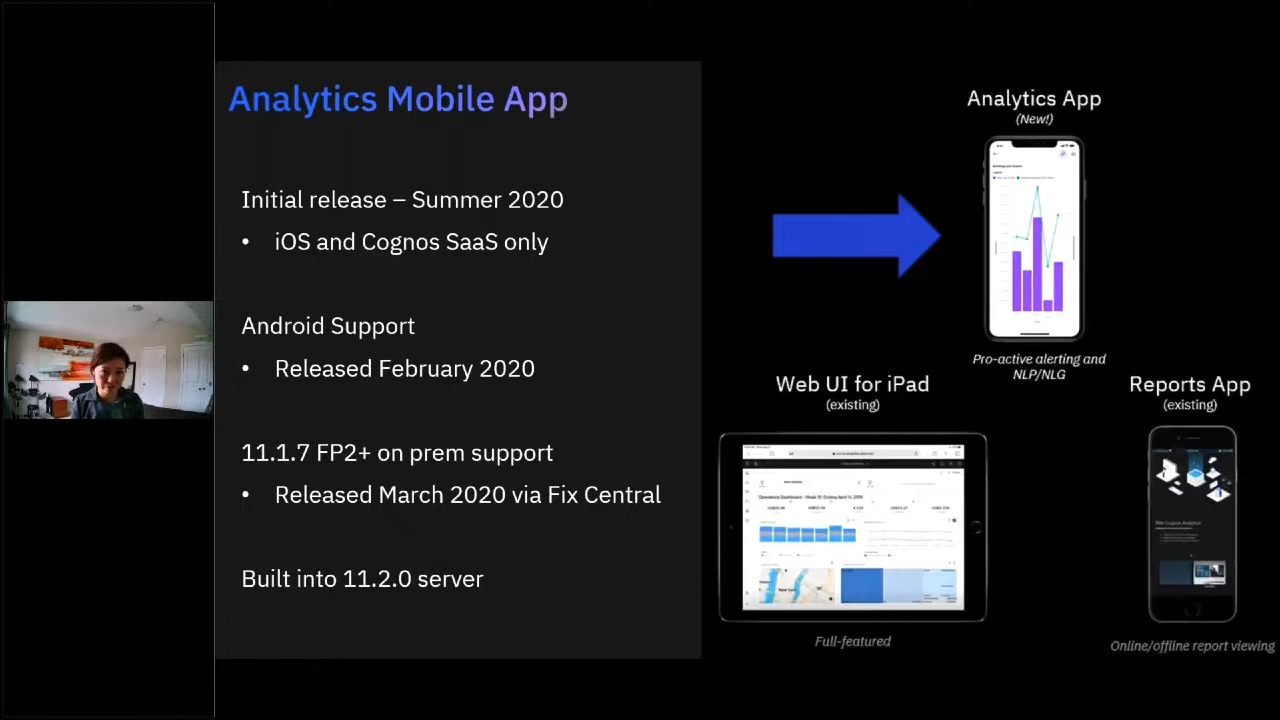 Analytics Mobile App
Initial release – Summer 2020
• iOS and Cognos SaaS only
Android Support
• Released February 2020
11.1.7 FP2+ on prem support
• Released March 2020 via Fix Central
Built into 11.2.0 server
Analytics App
(New!)
Pro-active alerting and
NLP/NLG
Web UI for iPad
(existing)
Full-featured
Reports App
(existing)
Online/offline report viewing